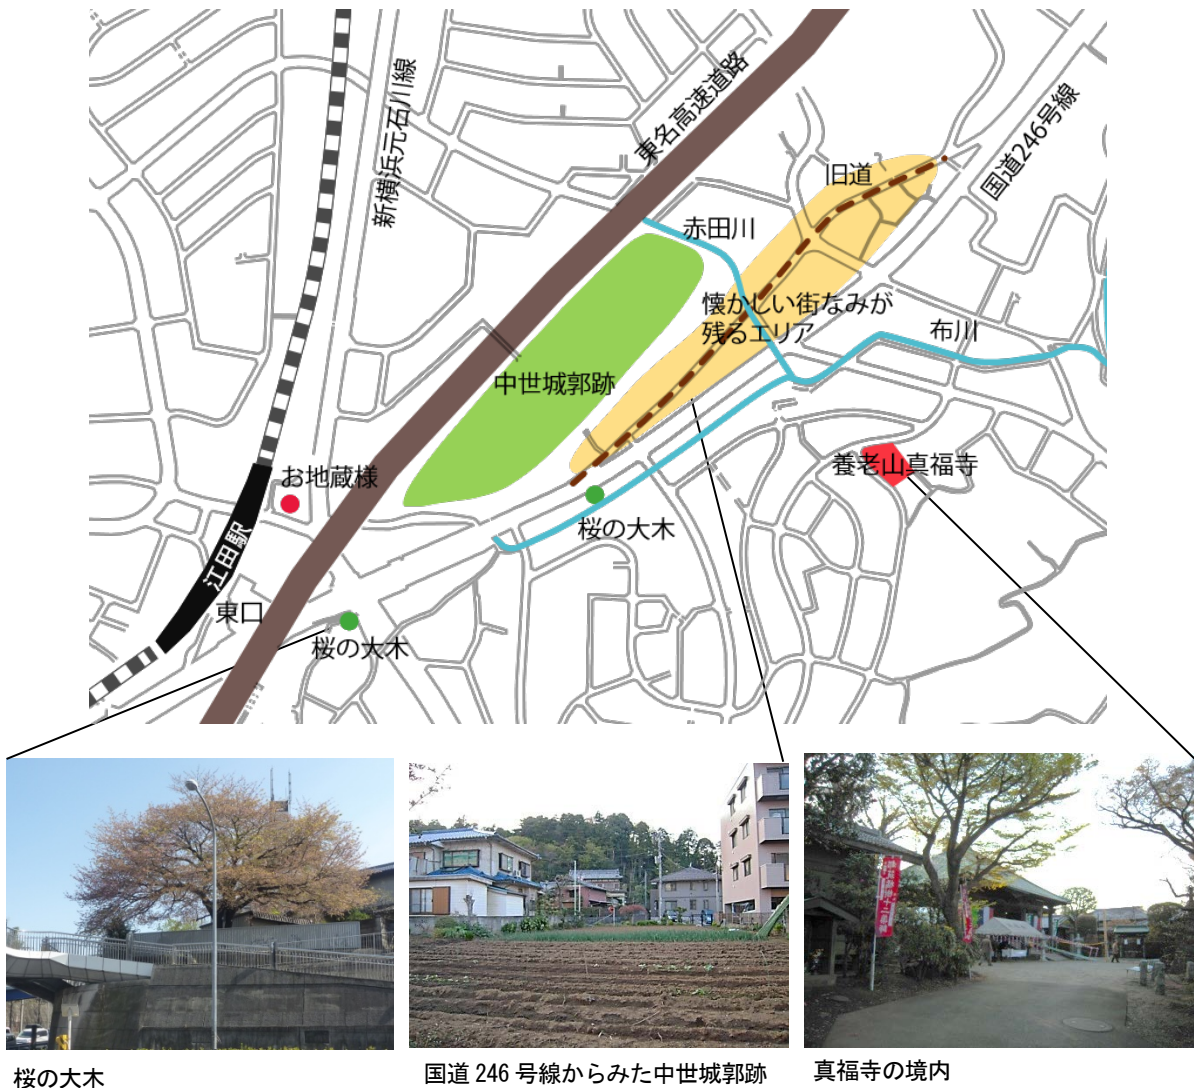 新横浜元石川線
東名高速道路
国道246号線
旧道
赤田川
懐かしい街なみが
残るエリア
布川
中世城郭跡
養老山真福寺
お地蔵様
桜の大木
江田駅
東口
桜の大木
桜の大木
国道 246 号線からみた中世城郭跡
真福寺の境内